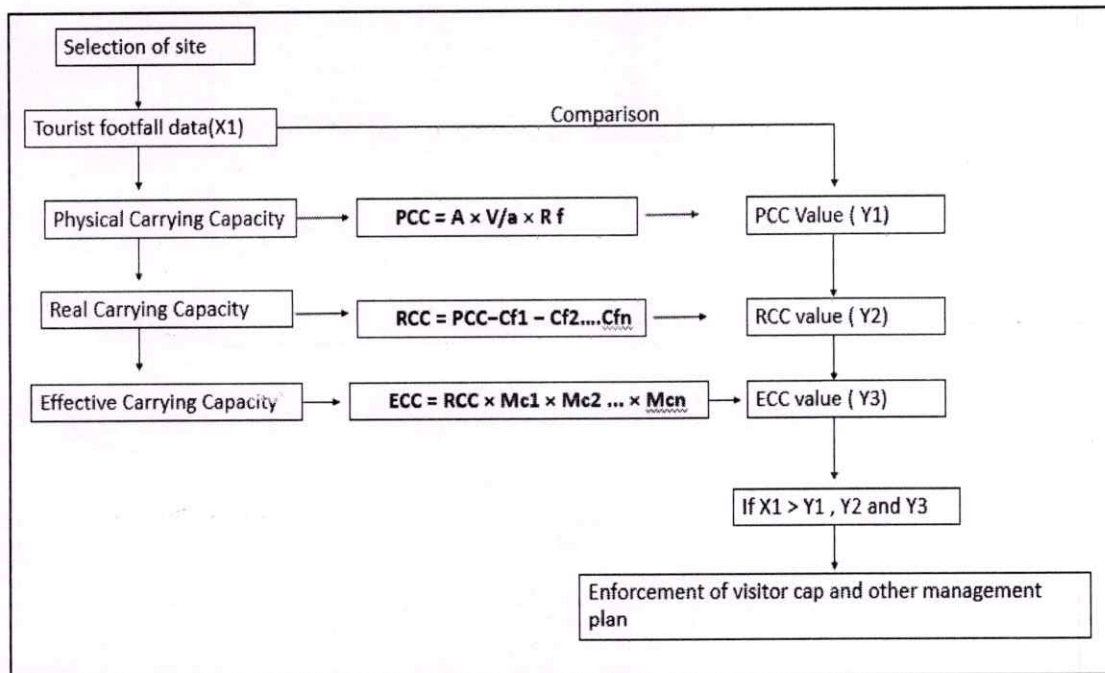 Selection of site
Tourist footfall data(X1)
Comparison
Physical Carrying Capacity
PCC = A × V/a × R f
PCC Value ( Y1)
Real Carrying Capacity
RCC = PCC–Cf1 – Cf2....Cfn
RCC value ( Y2)
Effective Carrying Capacity
ECC = RCC × Mc1 × Mc2 ... × Mcn
ECC value ( Y3)
If X1 > Y1 , Y2 and Y3
Enforcement of visitor cap and other management
plan